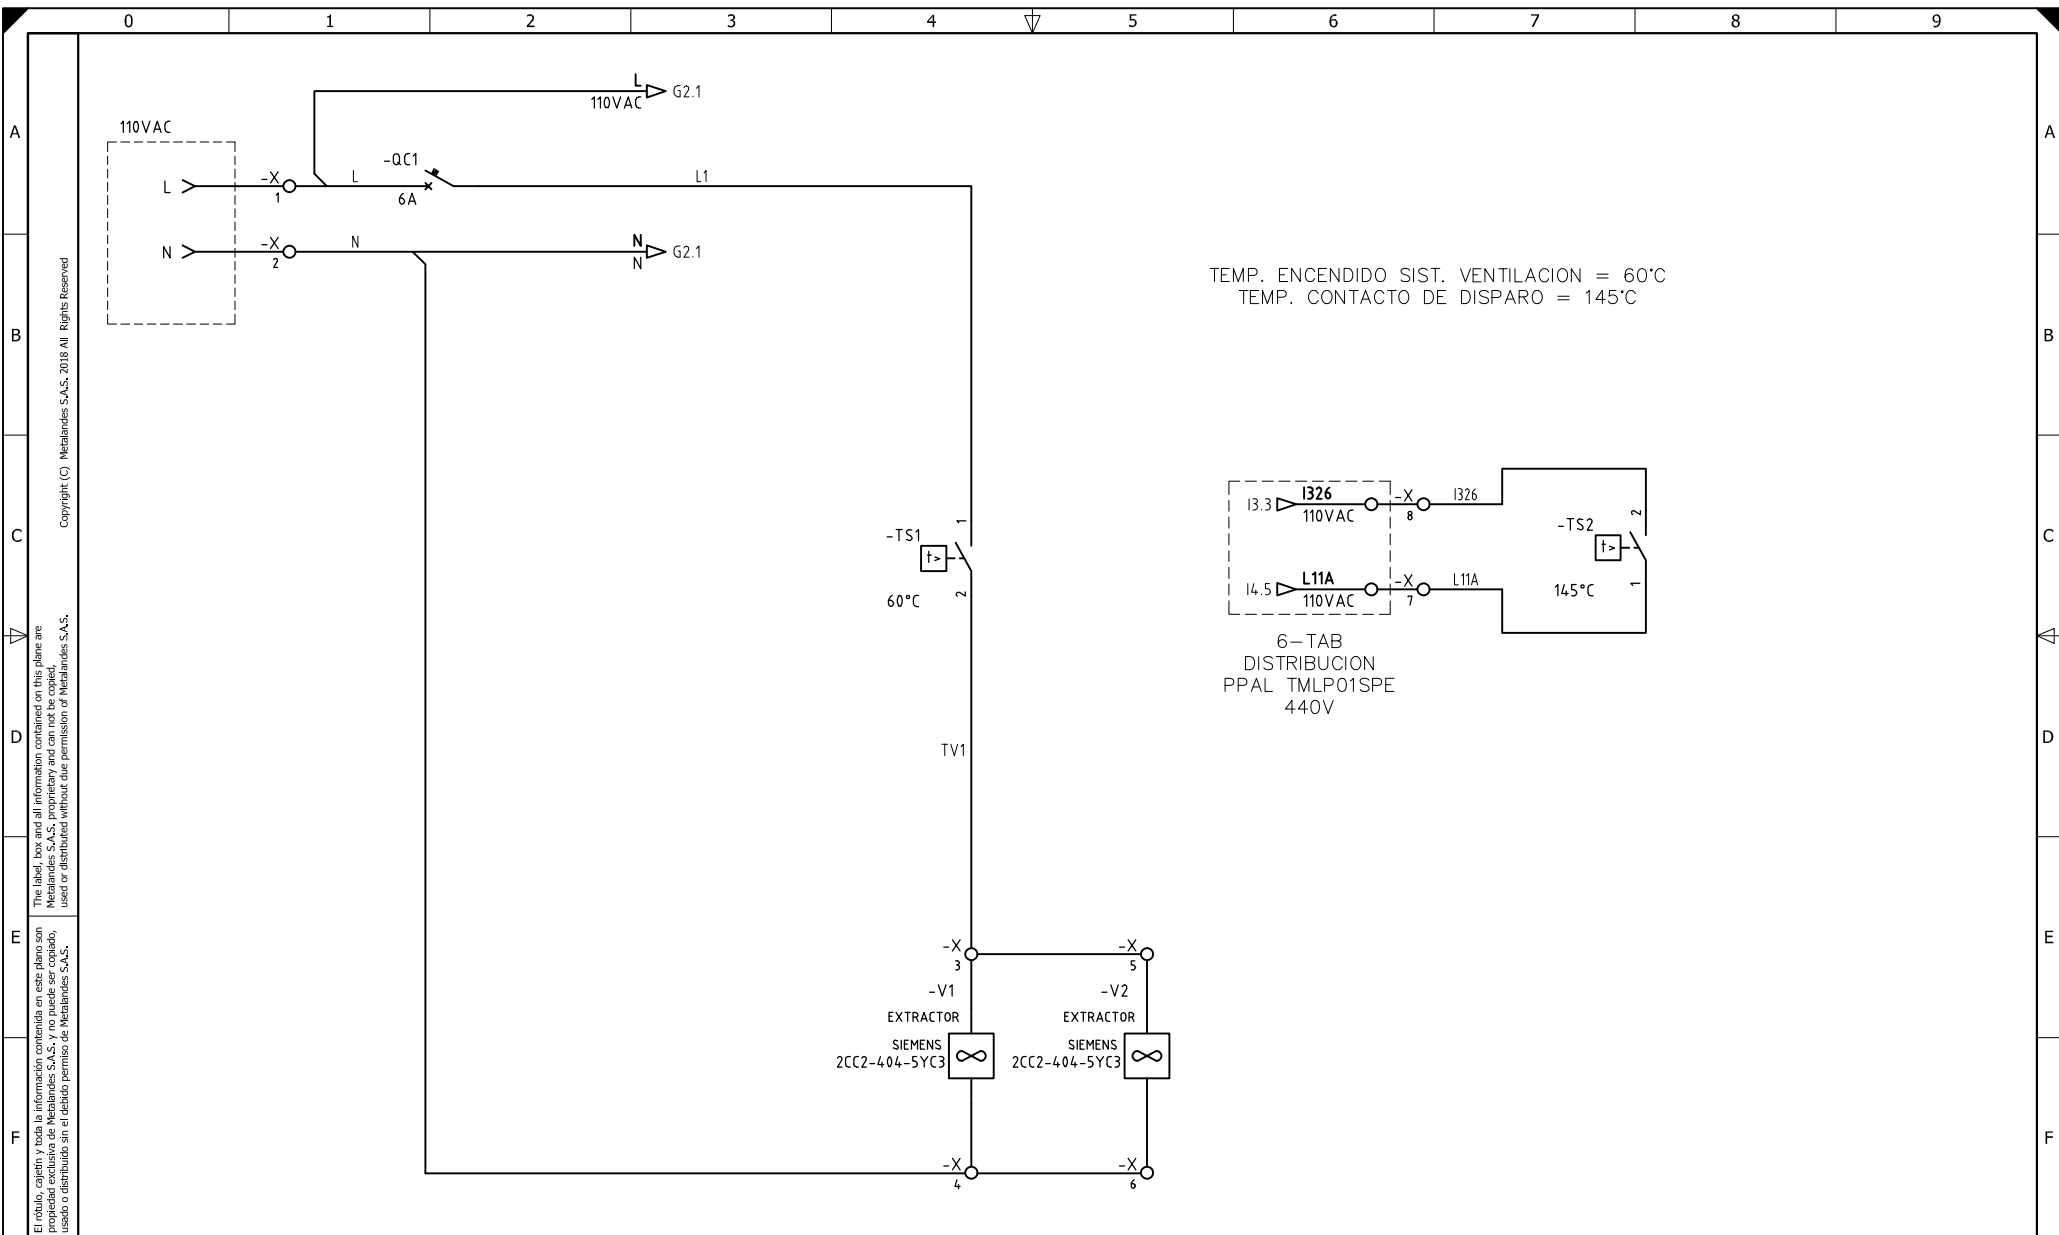 0 1 2 3 4 5 6 7 8 9
A
B
C
D
E
F
A
B
C
D
E
F
Copyright (C) Metalandes S.A.S. 2018 All Rights Reserved
The label, box and all information contained on this plane are
Metalandes S.A.S. proprietary and can not be copied,
used or distributed without due permission of Metalandes S.A.S.
El rótulo, cajetín y toda la información contenida en este plano son
propiedad exclusiva de Metalandes S.A.S. y no puede ser copiado,
usado o distribuido sin el debido permiso de Metalandes S.A.S.
L
110VAC
G2.1
110VAC
L
-X
1
L
-QC1
6A
L1
N
-X
2
N
N
N
G2.1
TEMP. ENCENDIDO SIST. VENTILACION = 60°C
TEMP. CONTACTO DE DISPARO = 145°C
-TS1
t>
60°C
1
2
TV1
I3.3
I326
110VAC
-X
8
I326
I4.5
L11A
110VAC
-X
7
L11A
-TS2
t>
145°C
2
1
6-TAB
DISTRIBUCION
PPAL TMLP01SPE
440V
-X
3
-V1
EXTRACTOR
SIEMENS
2CC2-404-5YC3
-X
4
-X
5
-V2
EXTRACTOR
SIEMENS
2CC2-404-5YC3
-X
6